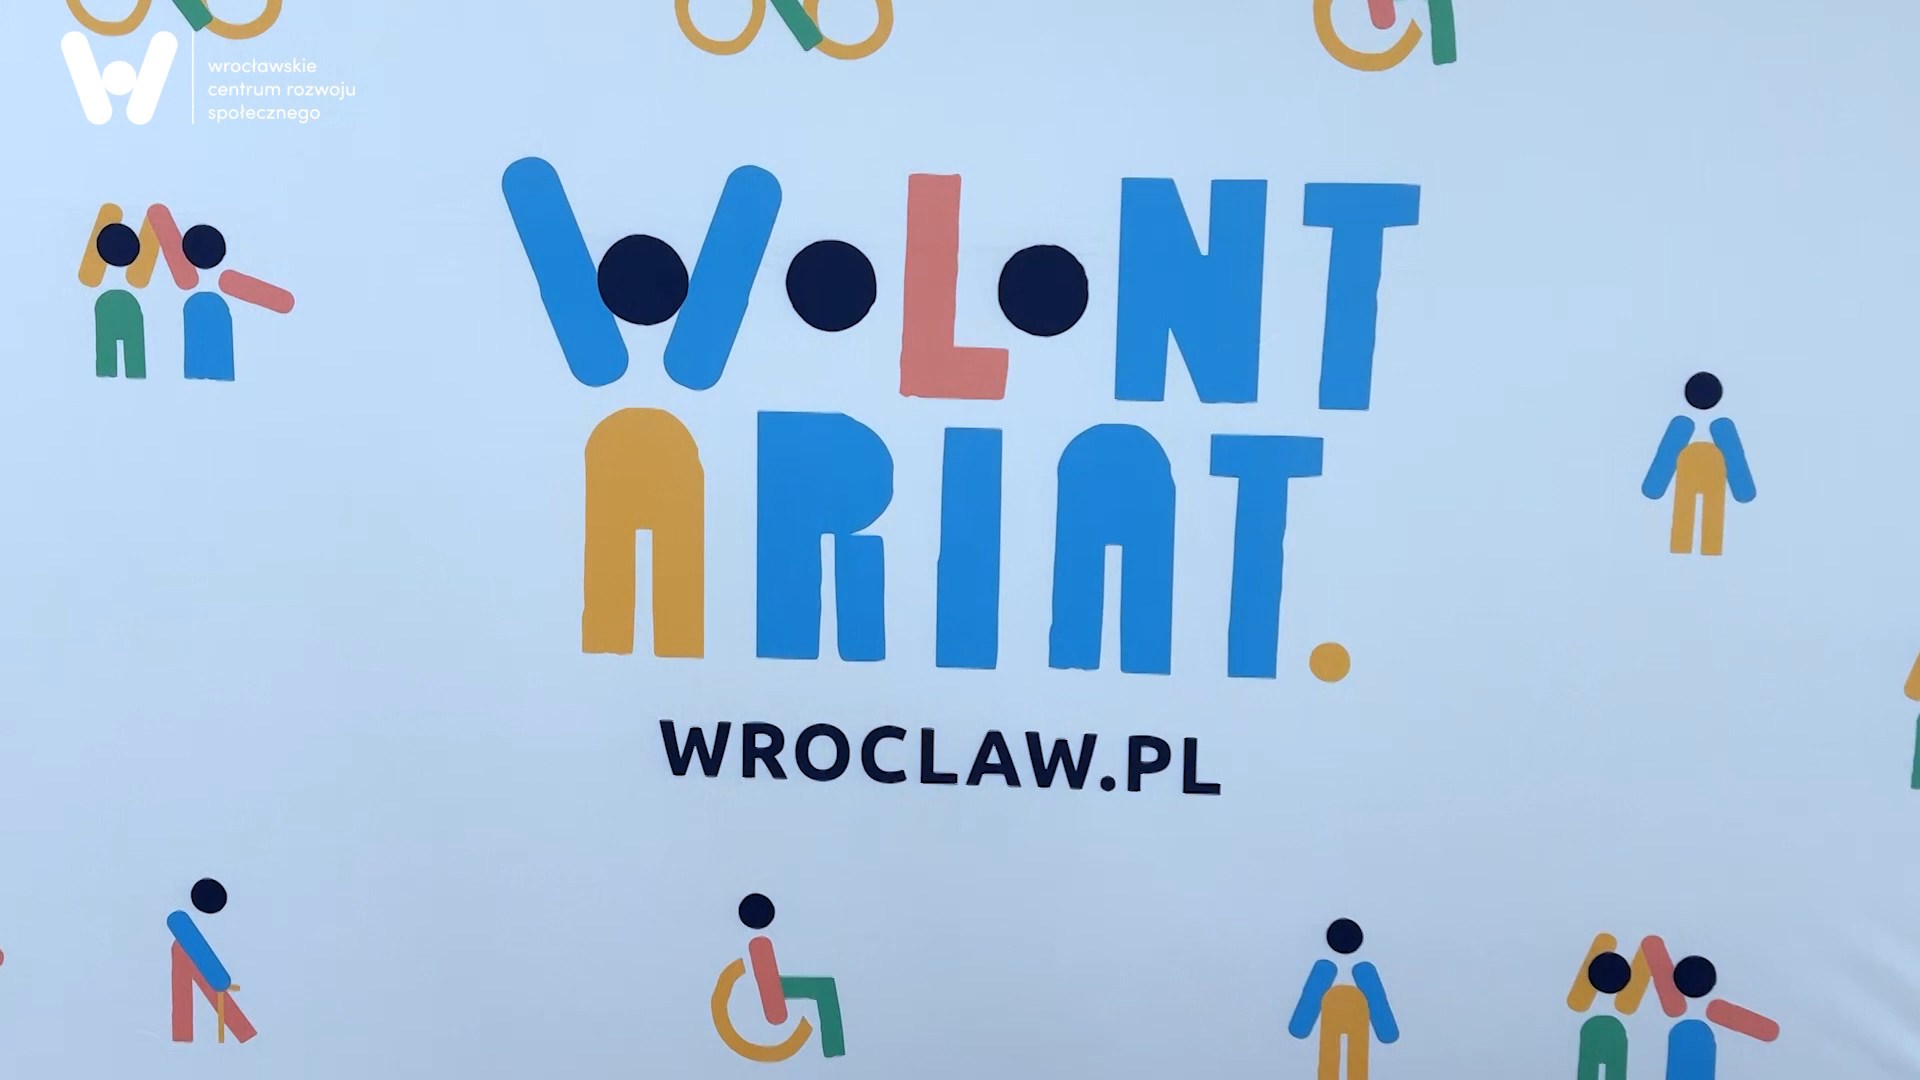 wrocławskie
centrum rozwoju
społecznego
WOLONT
ARIAT.
WROCLAW.PL